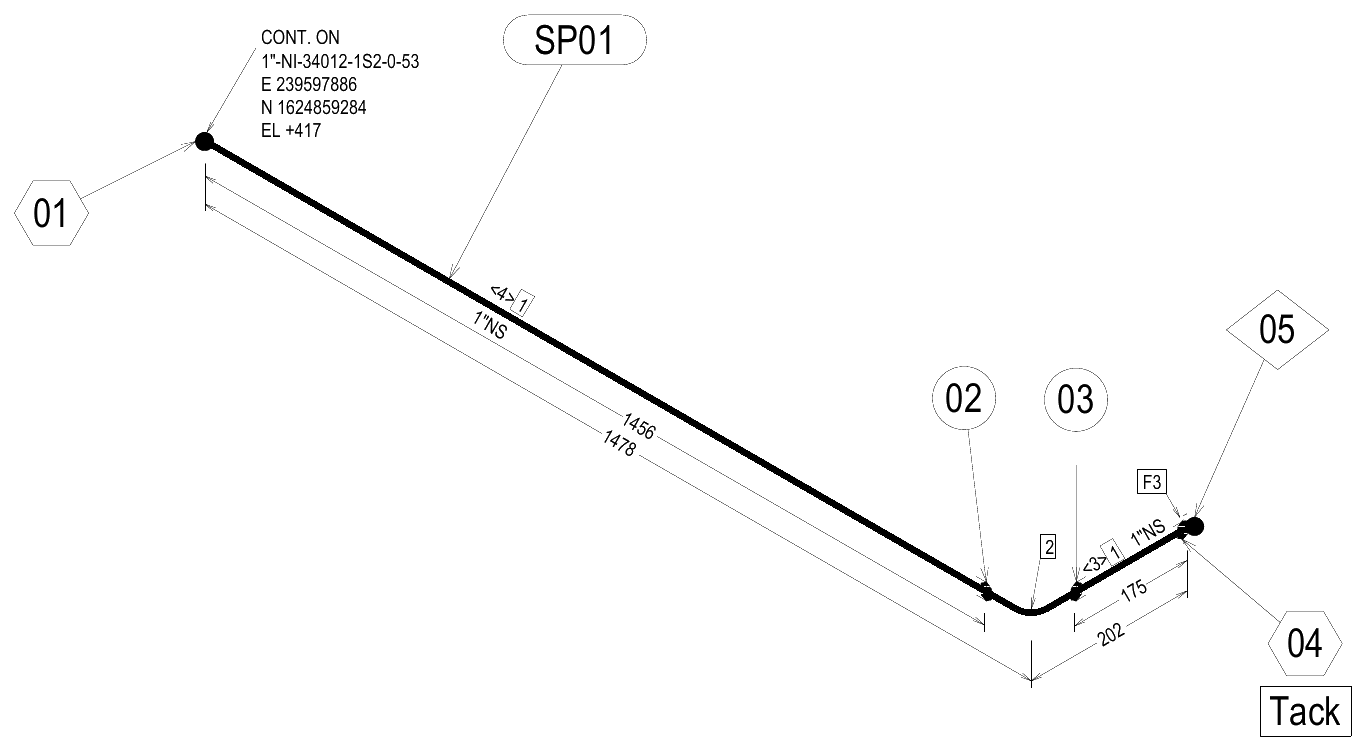 CONT. ON
1"-NI-34012-1S2-0-53
E 239597886
N 1624859284
EL +417
SP01
01
<4> 1
1"NS
1456
1478
02
03
05
F3
2
<3> 1
1"NS
175
202
04
Tack